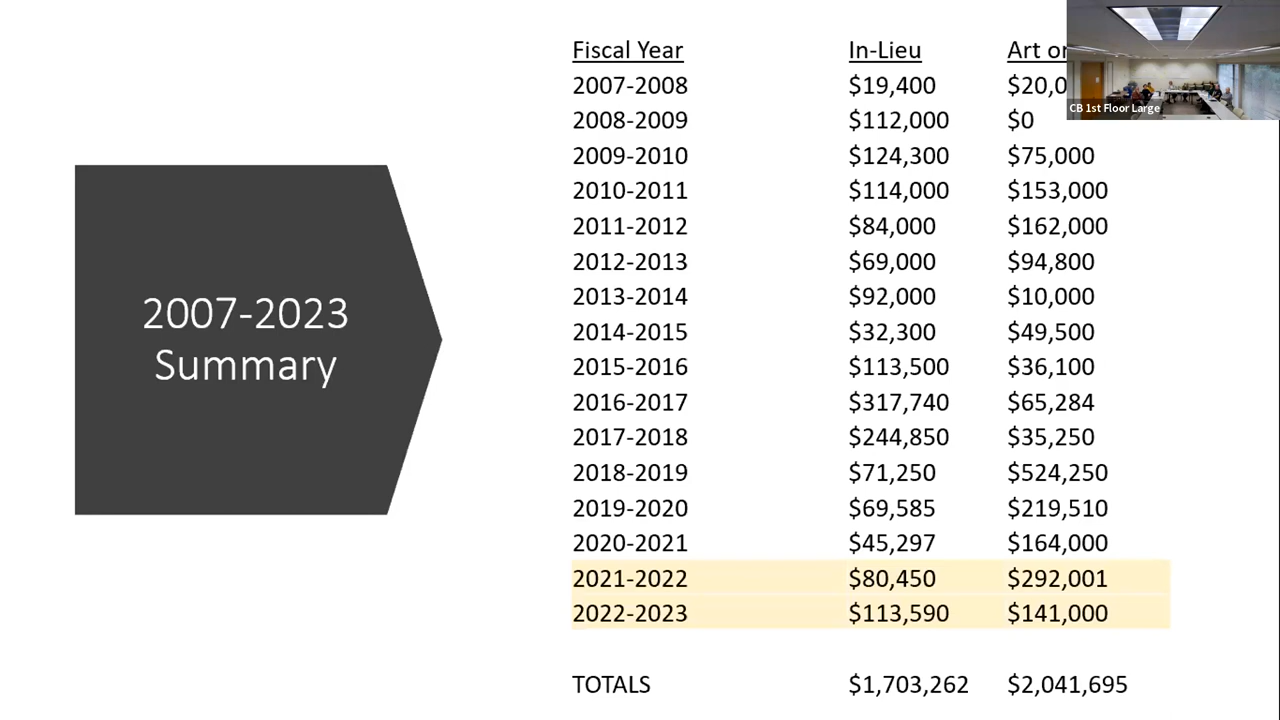 2007-2023
Summary
Fiscal Year In-Lieu Art
2007-2008 $19,400
2008-2009 $112,000 $0
2009-2010 $124,300 $75,000
2010-2011 $114,000 $153,000
2011-2012 $84,000 $162,000
2012-2013 $69,000 $94,800
2013-2014 $92,000 $10,000
2014-2015 $32,300 $49,500
2015-2016 $113,500 $36,100
2016-2017 $317,740 $65,284
2017-2018 $244,850 $35,250
2018-2019 $71,250 $524,250
2019-2020 $69,585 $219,510
2020-2021 $45,297 $164,000
2021-2022 $80,450 $292,001
2022-2023 $113,590 $141,000
TOTALS $1,703,262 $2,041,695
CB 1st Floor Large